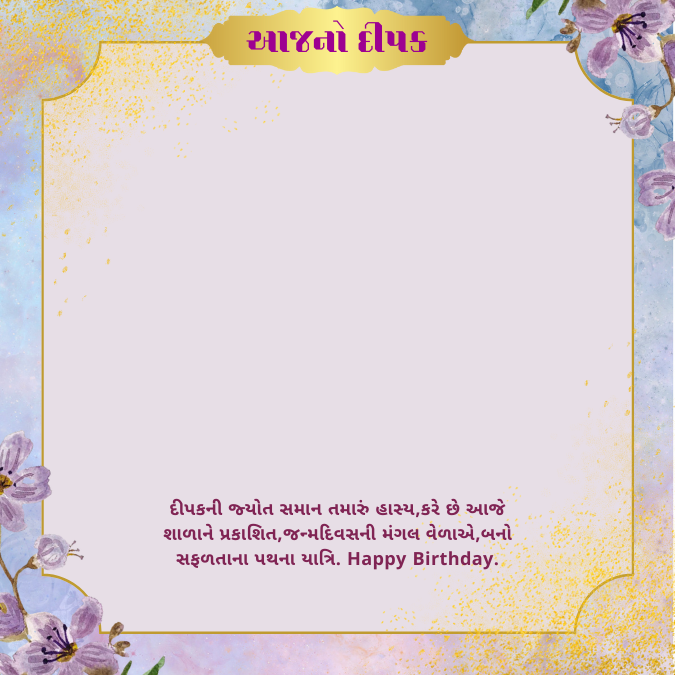 આજનો દીપક
દીપકની જ્યોત સમાન તમારું હાસ્ય,કરે છે આજે
શાળાને પ્રકાશિત,જન્મદિવસની મંગલ વેળાએ,બનો
સફળતાના પથના યાત્રિ. Happy Birthday.